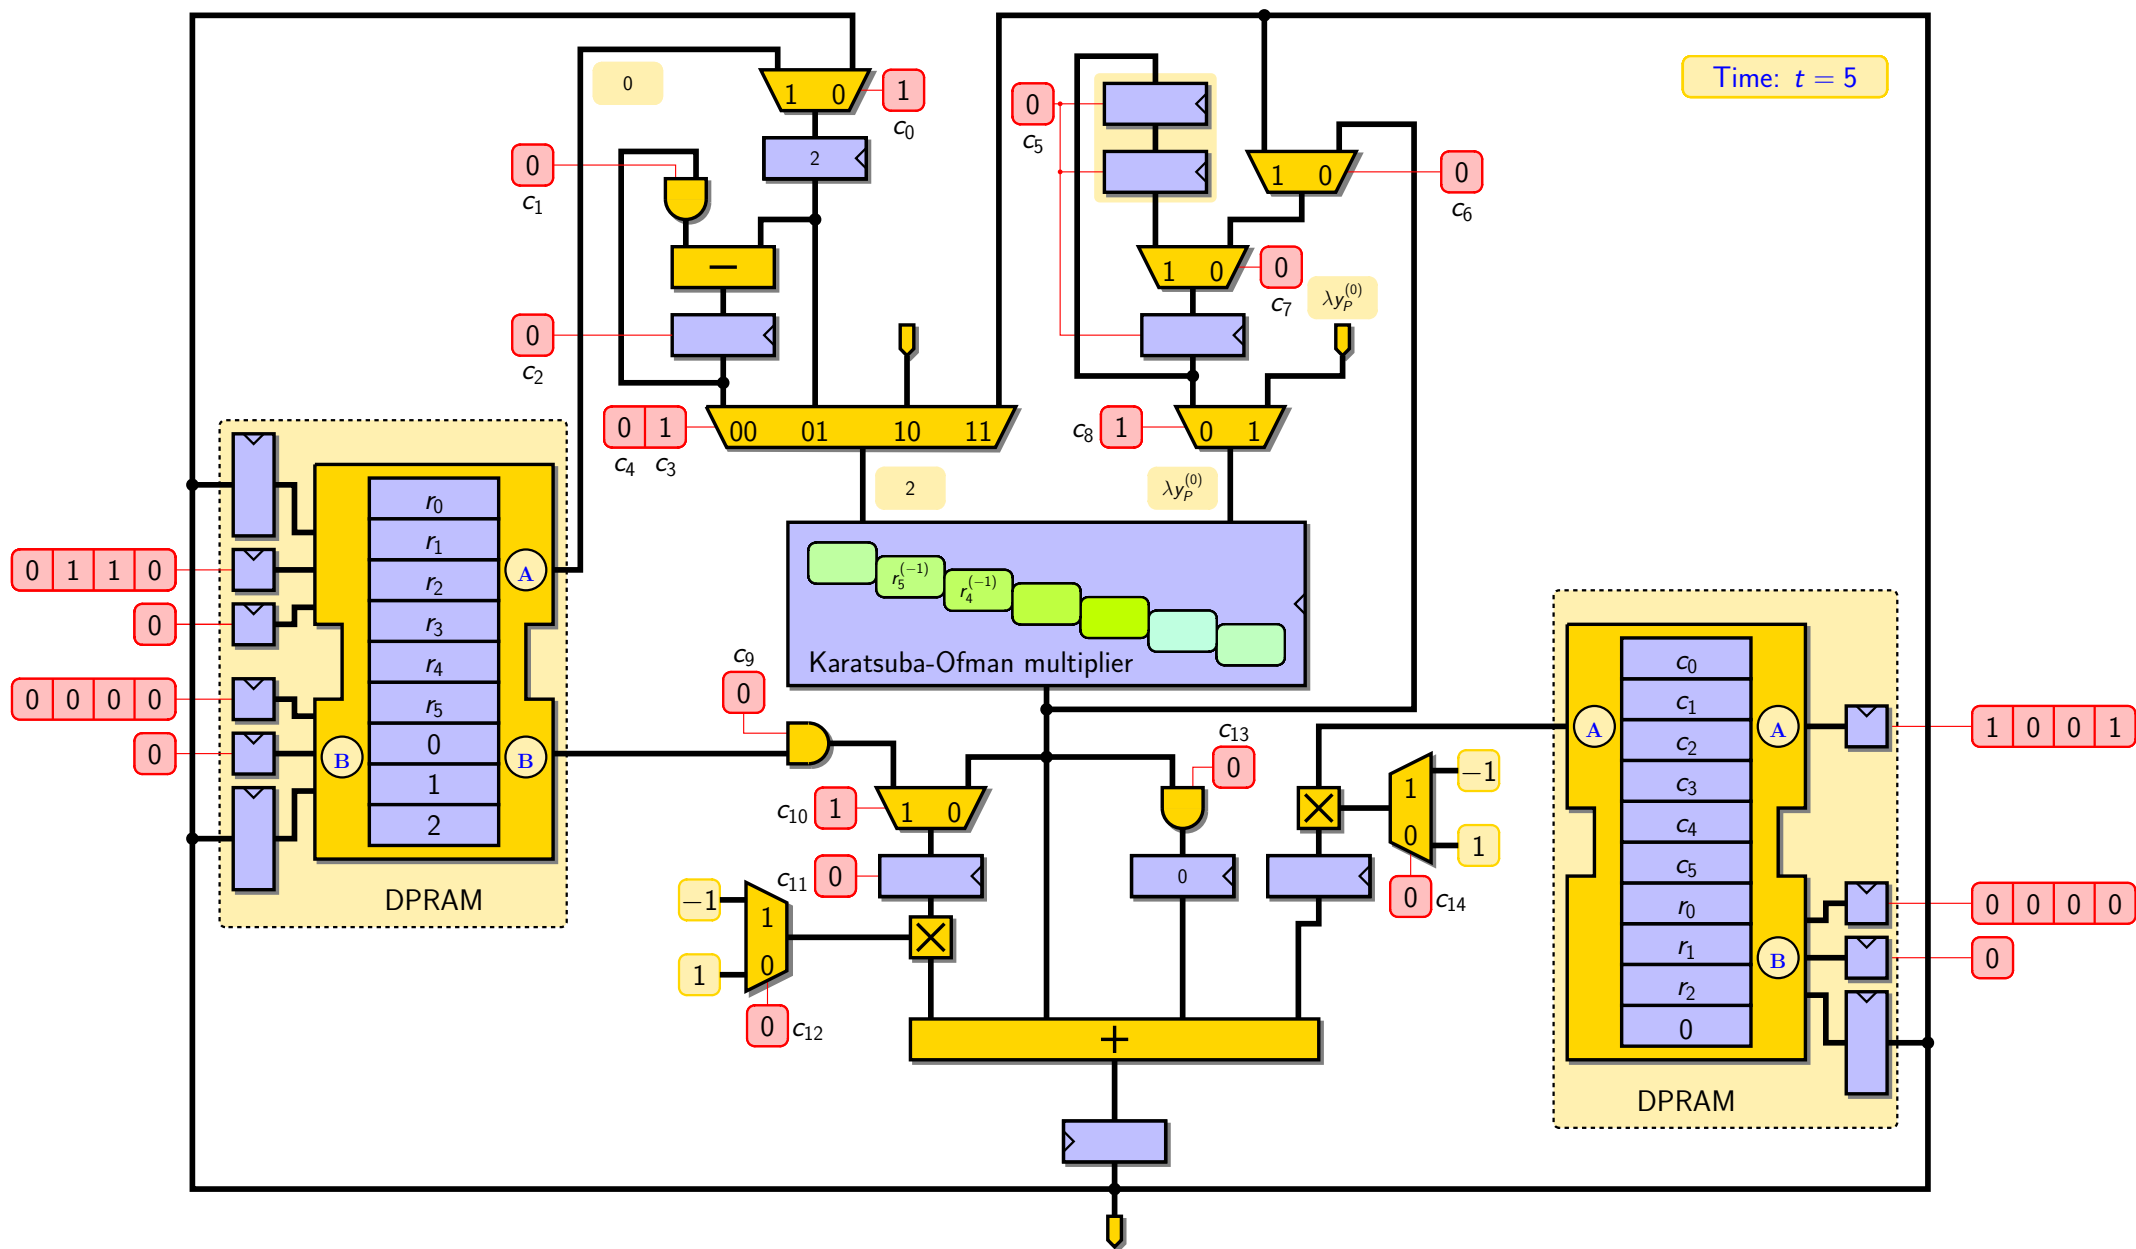 Time: t = 5
0
1 0
1
c0
2
0
c1
−
0
c2
0
c5
1 0
0
c6
1 0
0
c7
λy_P^(0)
0 1
c4 c3
00 01 10 11
c8
1
0 1
2
λy_P^(0)
r5^(−1)
r4^(−1)
Karatsuba-Ofman multiplier
0 1 1 0
0
0 0 0 0
0
r0
r1
r2
r3
r4
r5
0
1
2
A
B
B
DPRAM
c9
0
c10
1
1 0
c11
0
−1
1
1
0
0
c12
×
c13
0
0
×
1
0
−1
1
0
c14
+
A
A
B
c0
c1
c2
c3
c4
c5
r0
r1
r2
0
DPRAM
1 0 0 1
0 0 0 0
0